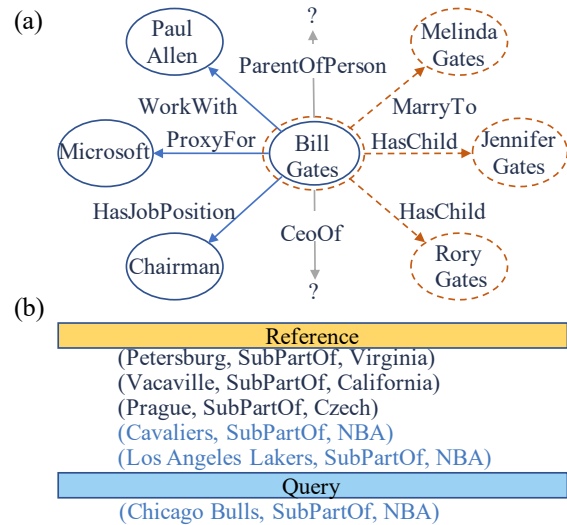 (a)
?
Paul
Allen
Melinda
Gates
ParentOfPerson
WorkWith
MarryTo
Microsoft
ProxyFor
Bill
Gates
HasChild
Jennifer
Gates
HasJobPosition
HasChild
CeoOf
Chairman
Rory
Gates
?
(b)
Reference
(Petersburg, SubPartOf, Virginia)
(Vacaville, SubPartOf, California)
(Prague, SubPartOf, Czech)
(Cavaliers, SubPartOf, NBA)
(Los Angeles Lakers, SubPartOf, NBA)
Query
(Chicago Bulls, SubPartOf, NBA)